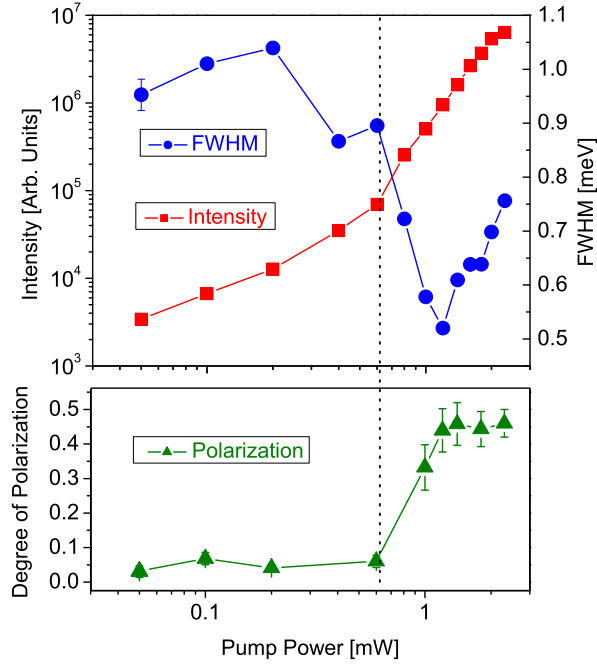 10^7
10^6
10^5
10^4
10^3
Intensity [Arb. Units]
FWHM
Intensity
1.1
1.0
0.9
0.8
0.7
0.6
0.5
FWHM [meV]
0.5
0.4
0.3
0.2
0.1
0.0
Degree of Polarization
Polarization
0.1
1
Pump Power [mW]